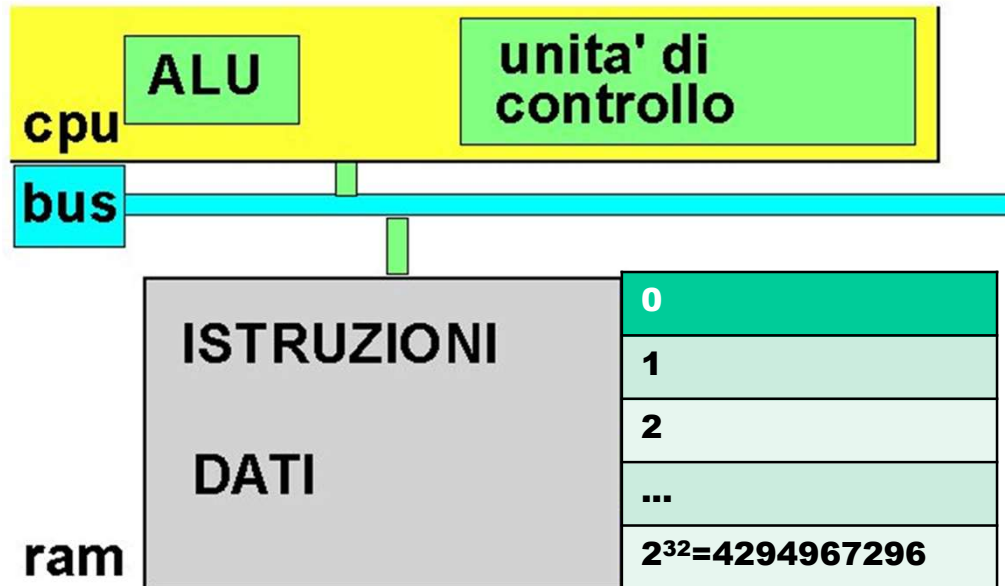 ALU
unita' di
controllo
cpu
bus
ISTRUZIONI
DATI
ram
0
1
2
...
2³²=4294967296